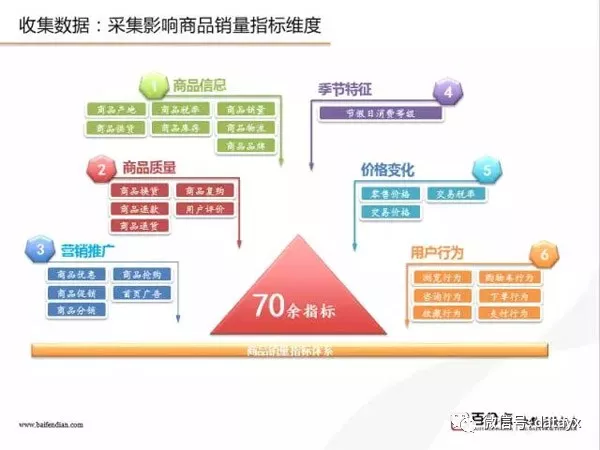 收集数据：采集影响商品销量指标维度
1 商品信息
商品产地 商品税率 商品销量
商品供货 商品库存 商品物流
商品品牌
季节特征 4
节假日消费等级
2 商品质量
商品换货 商品复购
商品退款 用户评价
商品退货
价格变化 5
零售价格 交易税率
交易价格
3 营销推广
商品优惠 商品抢购
商品促销 首页广告
商品分销
用户行为 6
浏览行为 购物车行为
咨询行为 下单行为
收藏行为 支付行为
70余指标
商品销量指标体系
www.baifendian.com
微信号: datayx